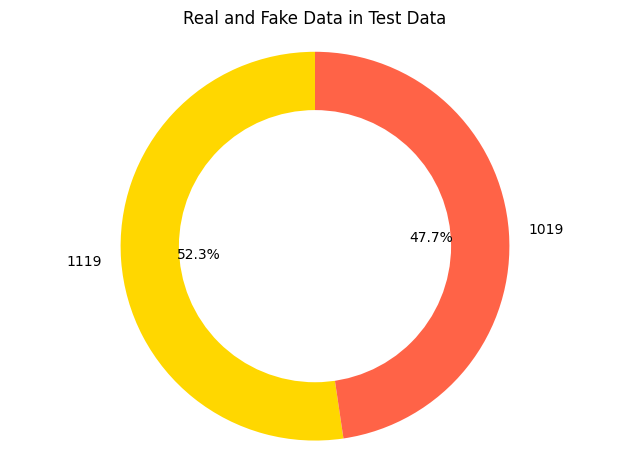 Real and Fake Data in Test Data
1019
47.7%
52.3%
1119